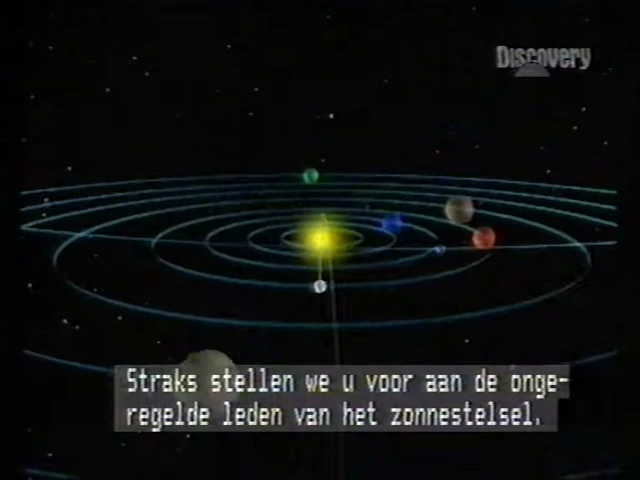 Discovery
Straks stellen we u voor aan de onge-
regelde leden van het zonnestelsel.